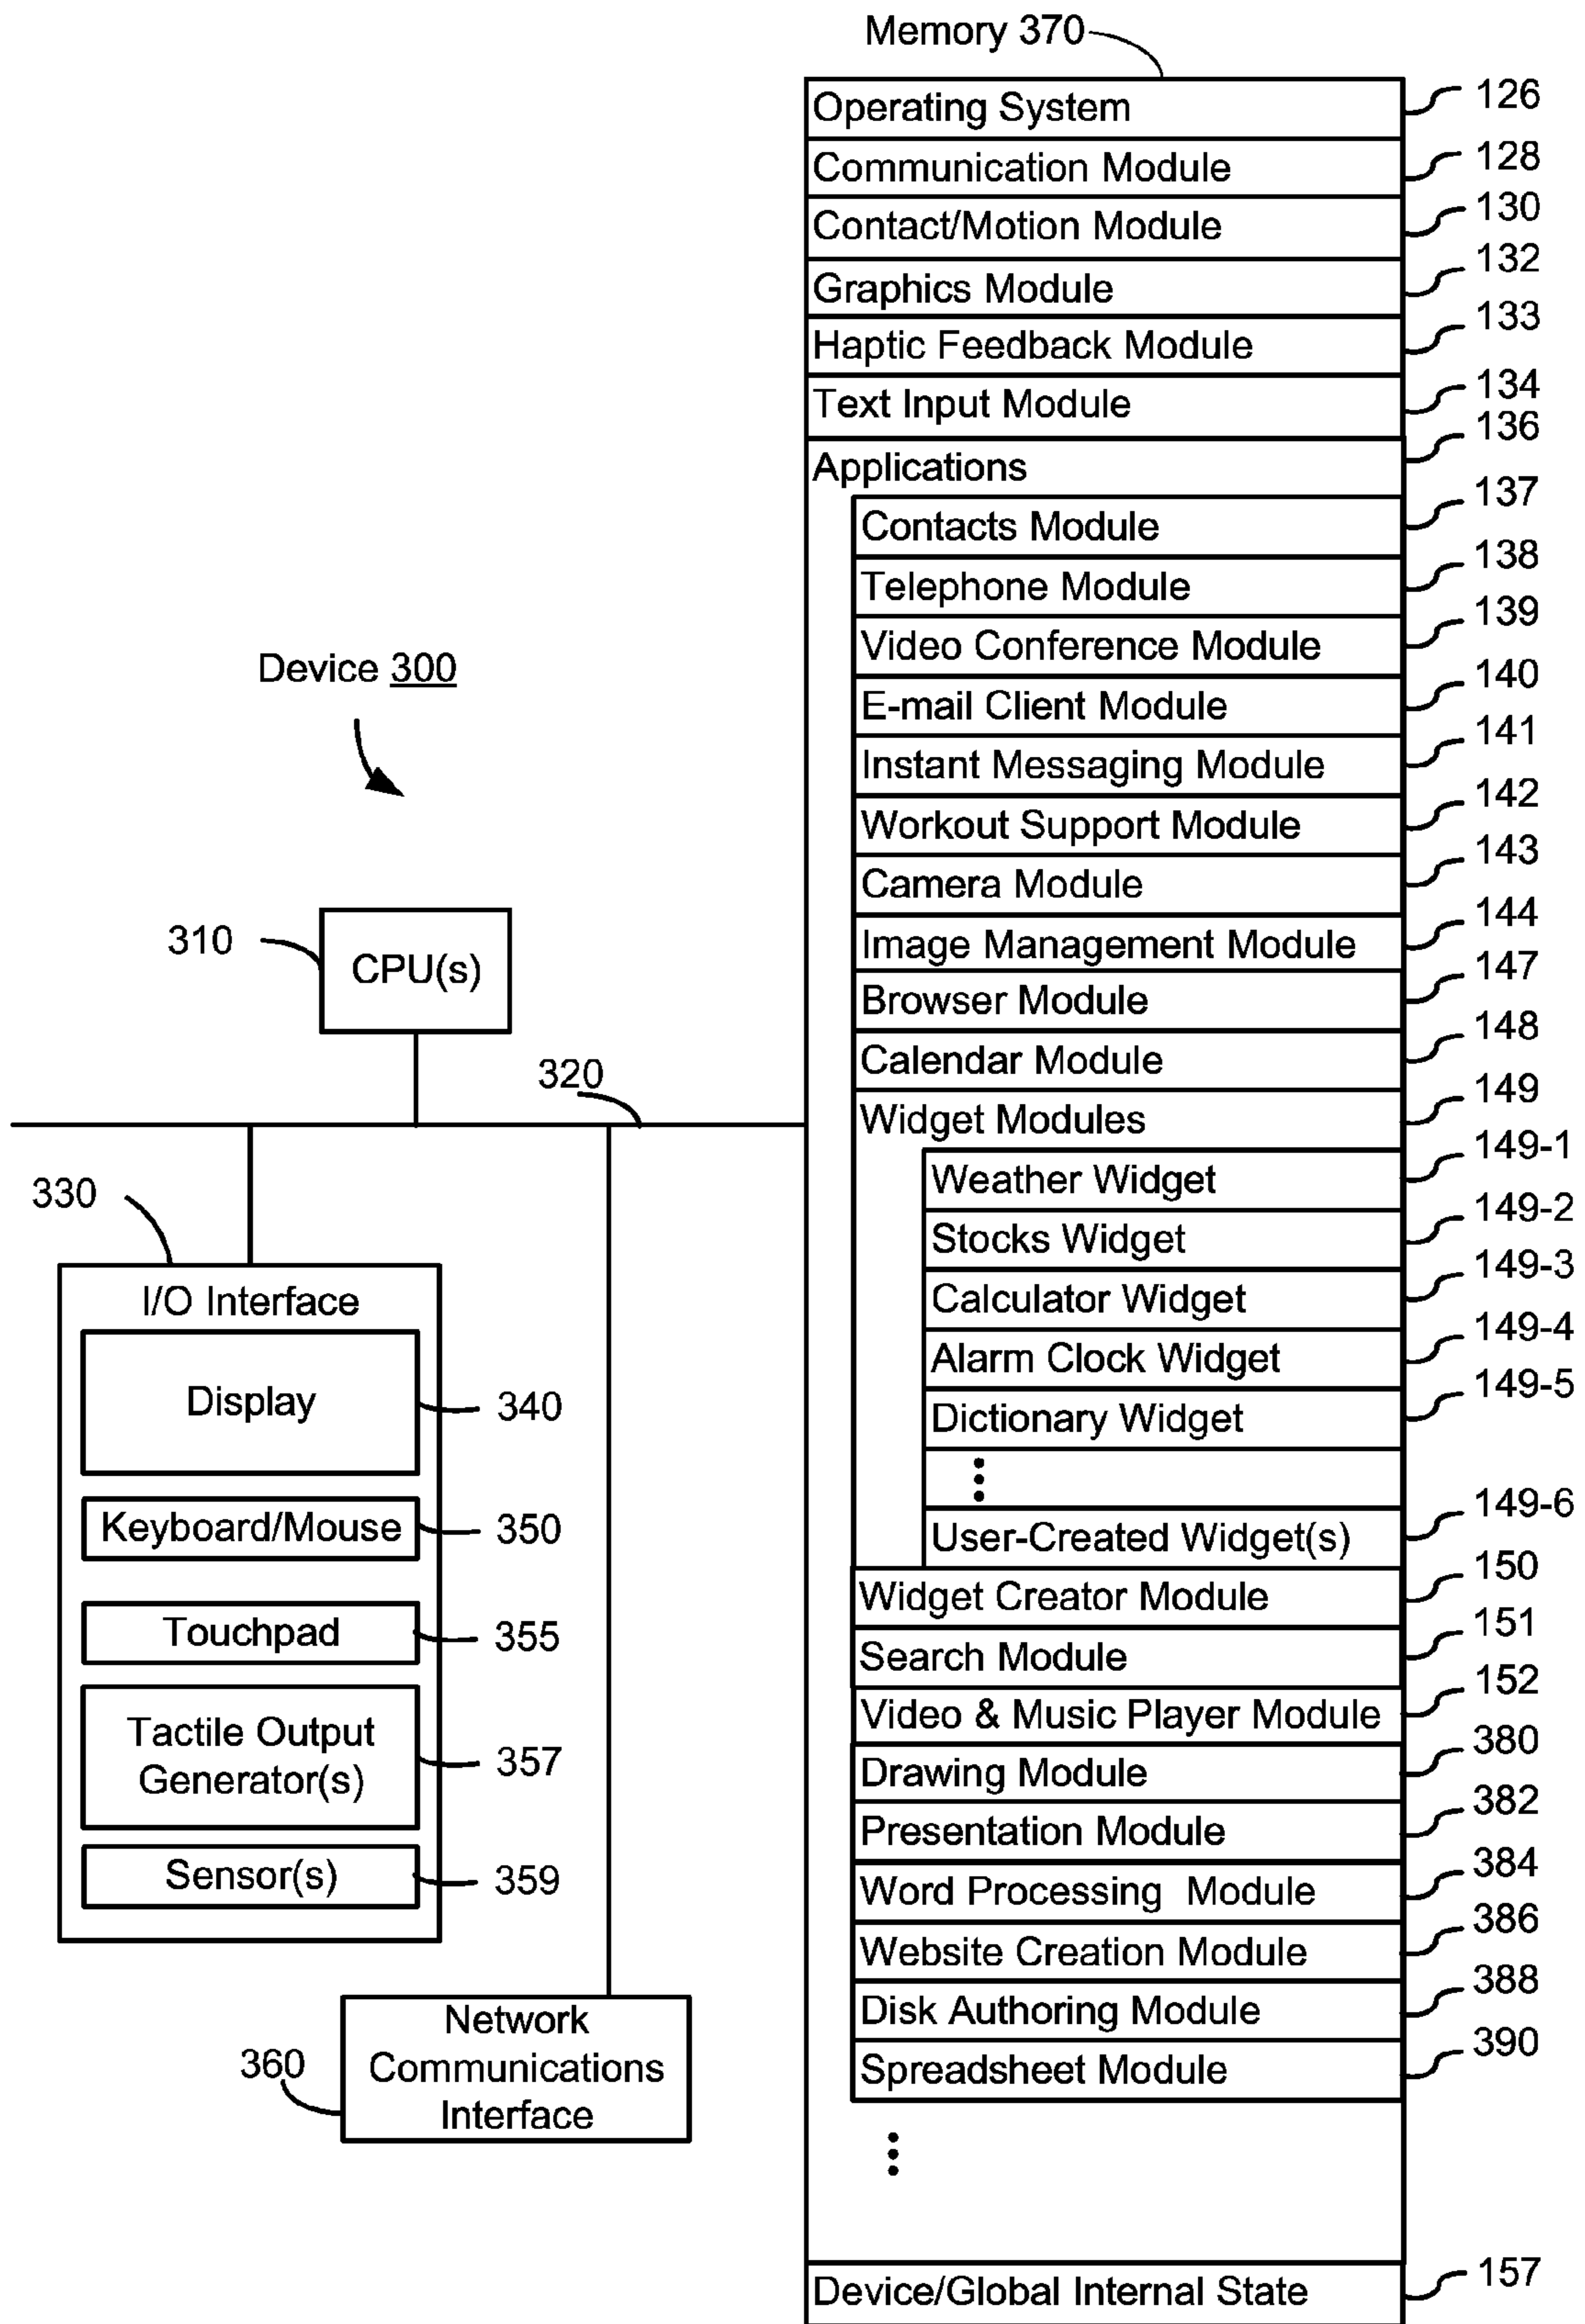 Memory 370
Operating System 126
Communication Module 128
Contact/Motion Module 130
Graphics Module 132
Haptic Feedback Module 133
Text Input Module 134
Applications 136
Contacts Module 137
Telephone Module 138
Video Conference Module 139
E-mail Client Module 140
Instant Messaging Module 141
Workout Support Module 142
Camera Module 143
Image Management Module 144
Browser Module 147
Calendar Module 148
Widget Modules 149
Weather Widget 149-1
Stocks Widget 149-2
Calculator Widget 149-3
Alarm Clock Widget 149-4
Dictionary Widget 149-5
User-Created Widget(s) 149-6
Widget Creator Module 150
Search Module 151
Video & Music Player Module 152
Drawing Module 380
Presentation Module 382
Word Processing Module 384
Website Creation Module 386
Disk Authoring Module 388
Spreadsheet Module 390
Device/Global Internal State 157
Device 300
310
CPU(s)
320
330
I/O Interface
Display 340
Keyboard/Mouse 350
Touchpad 355
Tactile Output
Generator(s) 357
Sensor(s) 359
360
Network
Communications
Interface